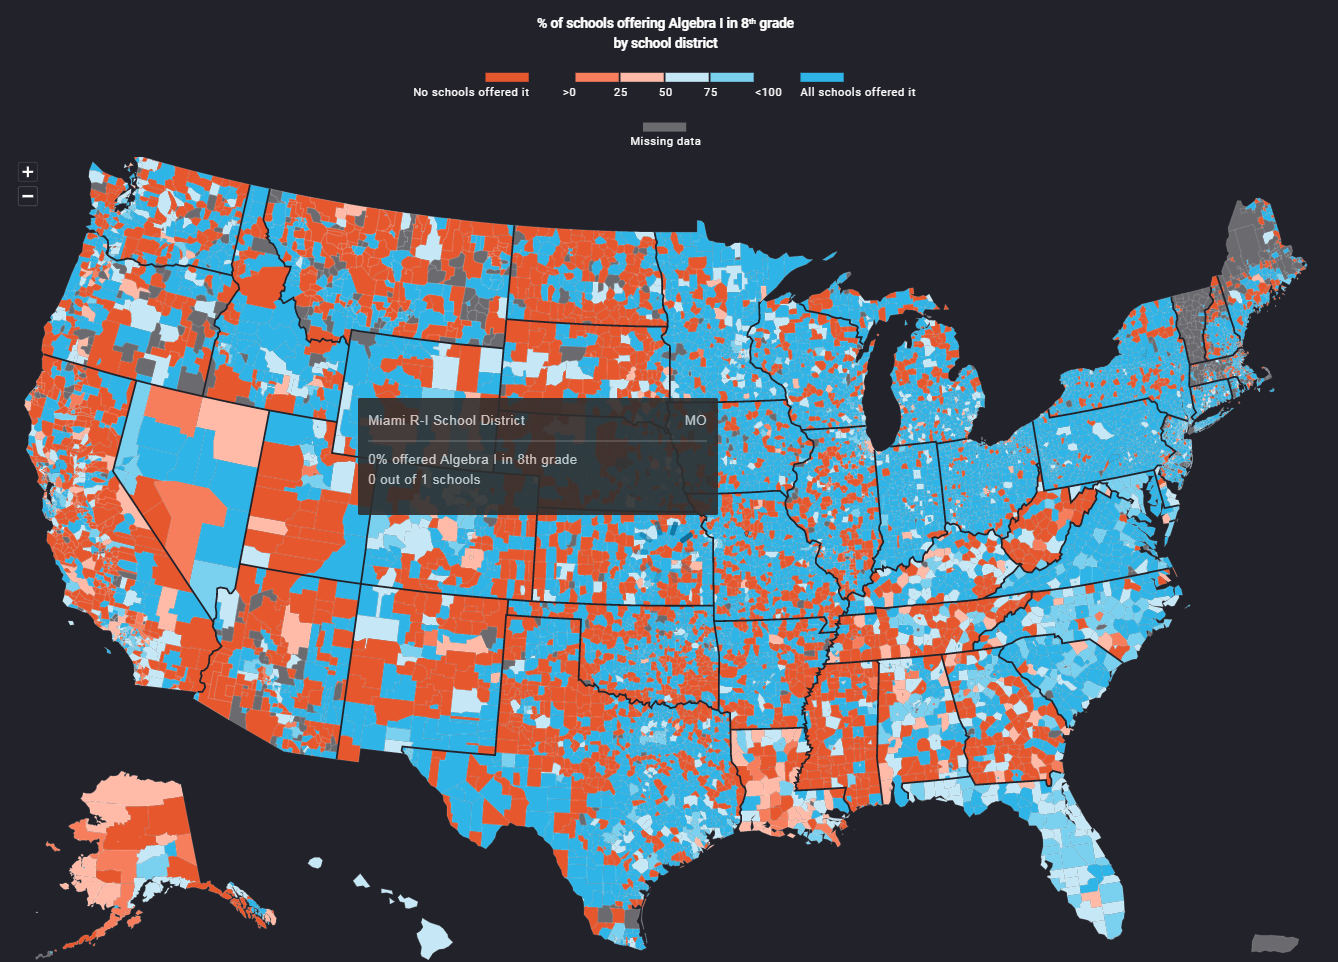 % of schools offering Algebra I in 8th grade
by school district
No schools offered it >0 25 50 75 <100 All schools offered it
Missing data
+
−
Miami R-I School District MO
0% offered Algebra I in 8th grade
0 out of 1 schools